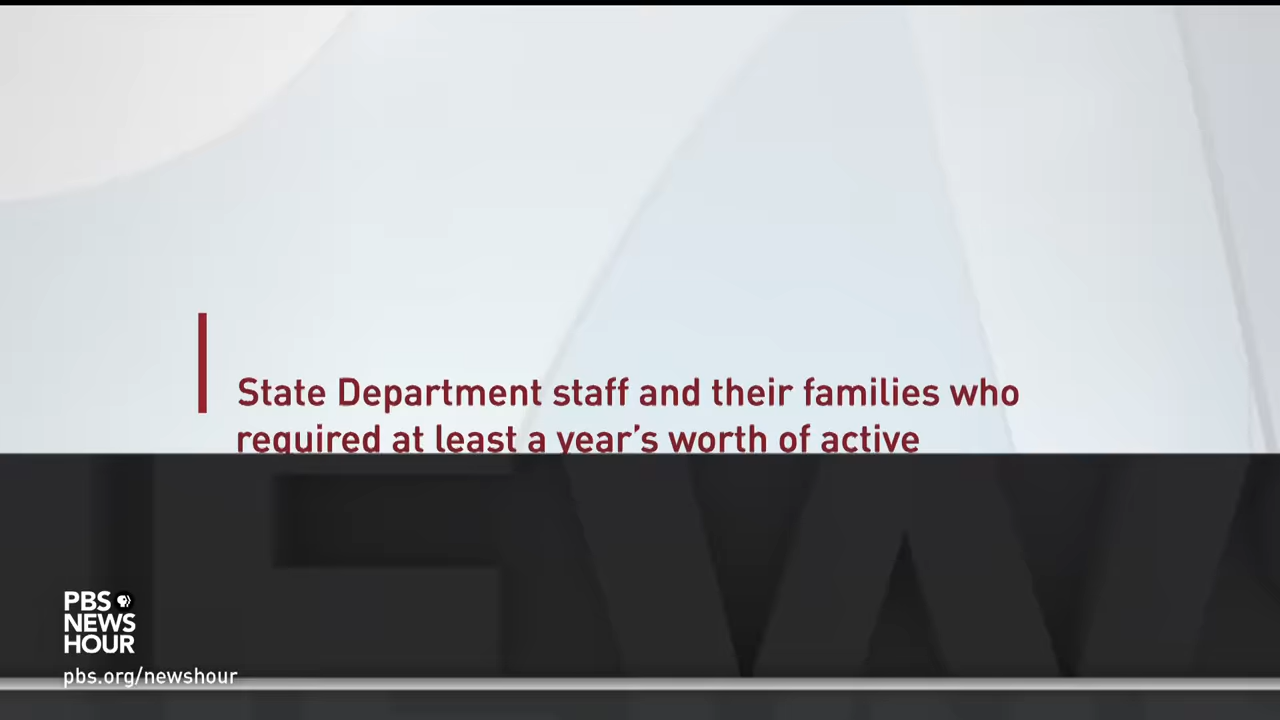 State Department staff and their families who
required at least a year’s worth of active
PBS
NEWS
HOUR
pbs.org/newshour